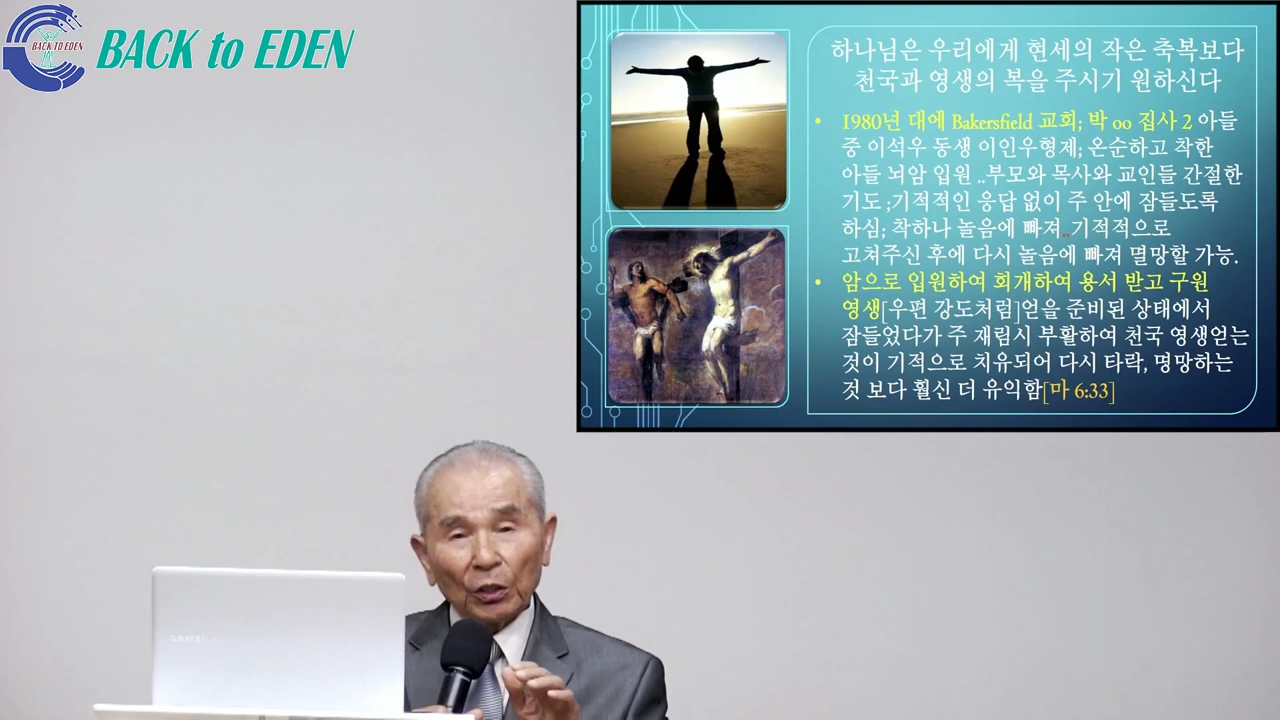 BACK TO EDEN
BACK to EDEN
하나님은 우리에게 현세의 작은 축복보다
천국과 영생의 복을 주시기 원하신다
• 1980년 대에 Bakersfield 교회; 박 oo 집사 2 아들
중 이석우 동생 이인우형제; 온순하고 착한
아들 뇌암 입원 ..부모와 목사와 교인들 간절한
기도 ;기적적인 응답 없이 주 안에 잠들도록
하심; 착하나 놀음에 빠져..기적적으로
고쳐주신 후에 다시 놀음에 빠져 멸망할 가능.
• 암으로 입원하여 회개하여 용서 받고 구원
영생[우편 강도처럼]얻을 준비된 상태에서
잠들었다가 주 재림시 부활하여 천국 영생얻는
것이 기적으로 치유되어 다시 타락, 명망하는
것 보다 훨신 더 유익함[마 6:33]